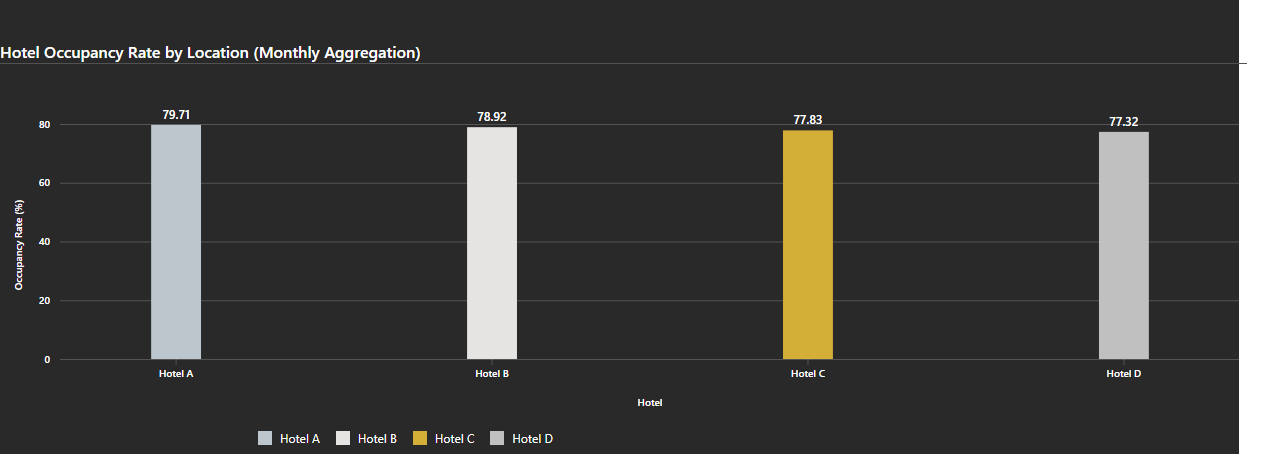 Hotel Occupancy Rate by Location (Monthly Aggregation)
79.71
78.92
77.83
77.32
80
60
40
20
0
Occupancy Rate (%)
Hotel A
Hotel B
Hotel C
Hotel D
Hotel
Hotel A
Hotel B
Hotel C
Hotel D